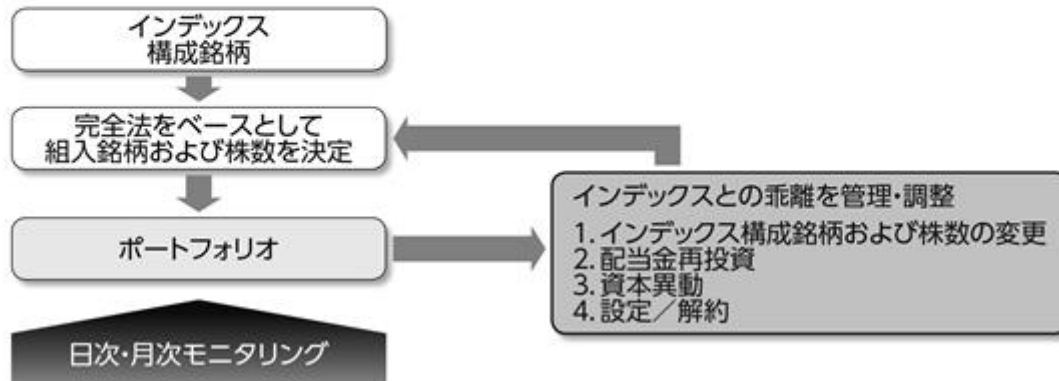 インデックス
構成銘柄
完全法をベースとして
組入銘柄および株数を決定
ポートフォリオ
インデックスとの乖離を管理・調整
1. インデックス構成銘柄および株数の変更
2. 配当金再投資
3. 資本異動
4. 設定／解約
日次・月次モニタリング